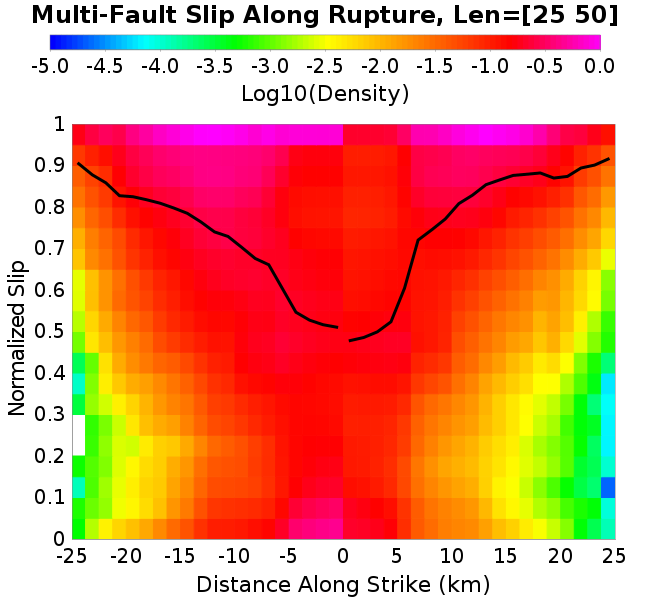 Multi-Fault Slip Along Rupture, Len=[25 50]
-5.0 -4.5 -4.0 -3.5 -3.0 -2.5 -2.0 -1.5 -1.0 -0.5 0.0
Log10(Density)
Normalized Slip
1
0.9
0.8
0.7
0.6
0.5
0.4
0.3
0.2
0.1
0
-25 -20 -15 -10 -5 0 5 10 15 20 25
Distance Along Strike (km)